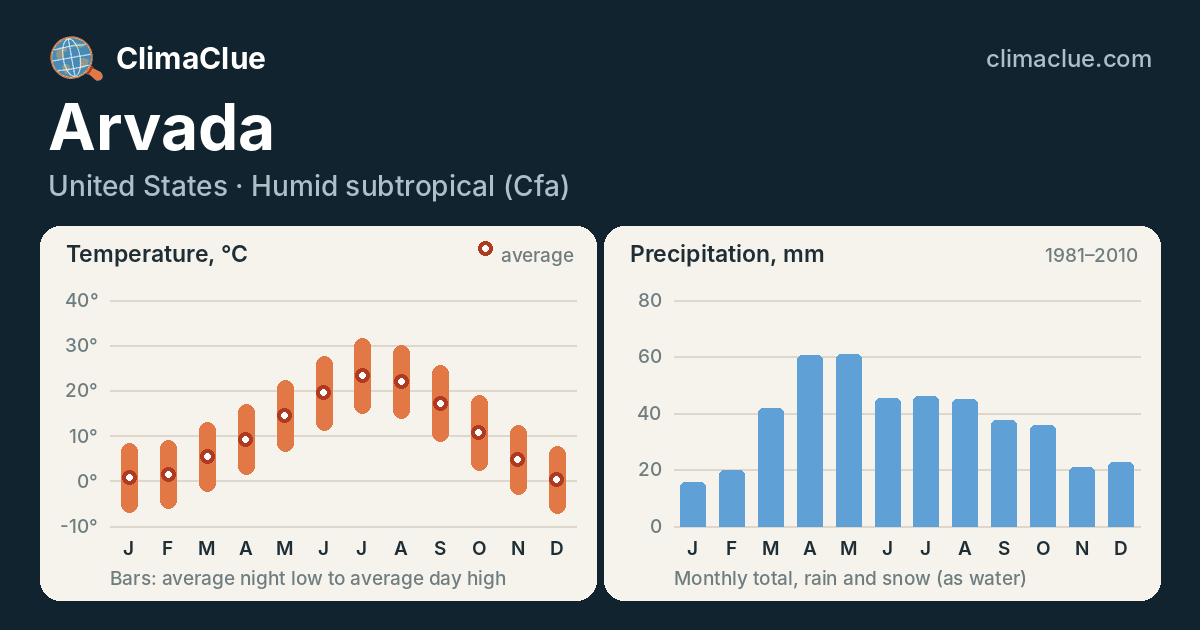 ClimaClue
climaclue.com
Arvada
United States · Humid subtropical (Cfa)
Temperature, °C
average
40°
30°
20°
10°
0°
-10°
J F M A M J J A S O N D
Bars: average night low to average day high
Precipitation, mm
1981–2010
80
60
40
20
0
J F M A M J J A S O N D
Monthly total, rain and snow (as water)